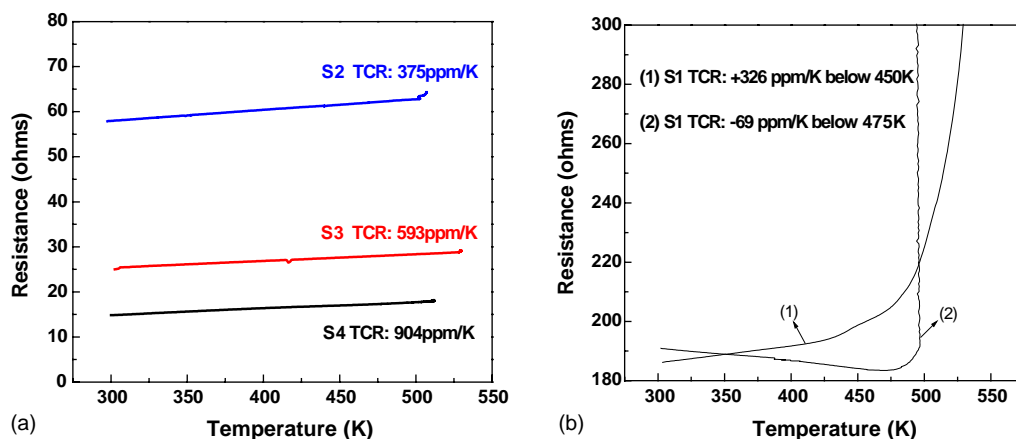 (a)
80
70
60
50
40
30
20
10
0
Resistance (ohms)
S2 TCR: 375ppm/K
S3 TCR: 593ppm/K
S4 TCR: 904ppm/K
300 350 400 450 500 550
Temperature (K)
(b)
300
280
260
240
220
200
180
Resistance (ohms)
(1) S1 TCR: +326 ppm/K below 450K
(2) S1 TCR: -69 ppm/K below 475K
(1)
(2)
300 350 400 450 500 550
Temperature (K)